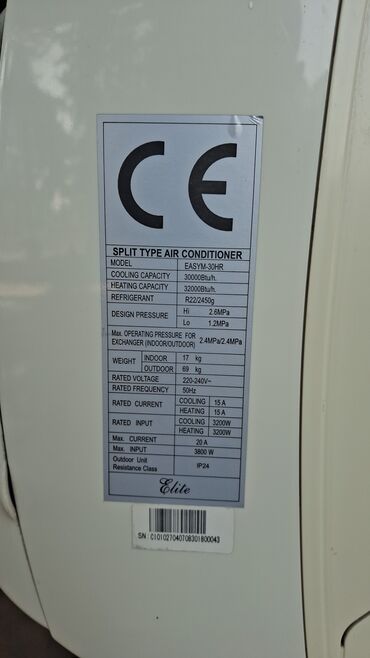 CE
SPLIT TYPE AIR CONDITIONER
MODEL EASYM-30HR
COOLING CAPACITY 30000Btu/h.
HEATING CAPACITY 32000Btu/h.
REFRIGERANT R22/2450g
DESIGN PRESSURE Hi 2.6MPa
Lo 1.2MPa
Max. OPERATING PRESSURE FOR
EXCHANGER (INDOOR/OUTDOOR) 2.4MPa/2.4MPa
WEIGHT INDOOR 17 kg
OUTDOOR 69 kg
RATED VOLTAGE 220-240V~
RATED FREQUENCY 50Hz
RATED CURRENT COOLING 15 A
HEATING 15 A
RATED INPUT COOLING 3200W
HEATING 3200W
Max. CURRENT 20 A
Max. INPUT 3800 W
Outdoor Unit
Resistance Class IP24
Elite
SN: C101027040708301800043